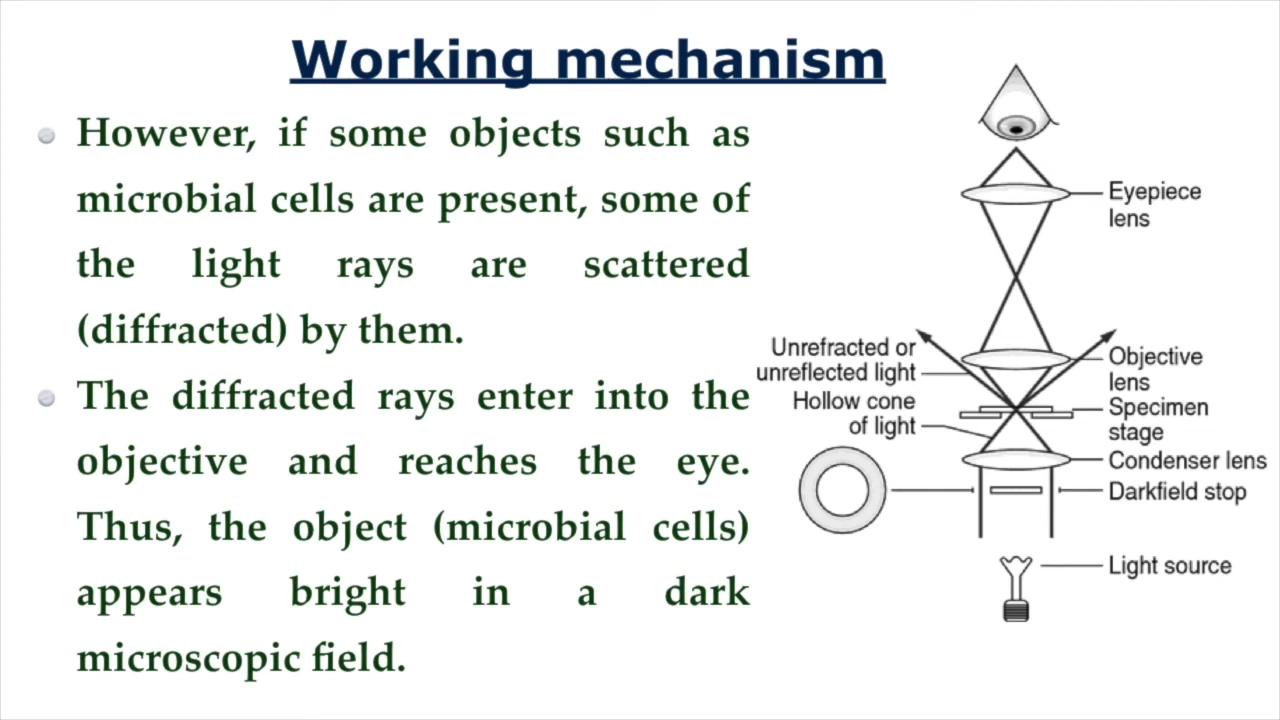 Working mechanism
However, if some objects such as
microbial cells are present, some of
the light rays are scattered
(diffracted) by them.
The diffracted rays enter into the
objective and reaches the eye.
Thus, the object (microbial cells)
appears bright in a dark
microscopic field.
Eyepiece
lens
Unrefracted or
unreflected light
Hollow cone
of light
Objective
lens
Specimen
stage
Condenser lens
Darkfield stop
Light source